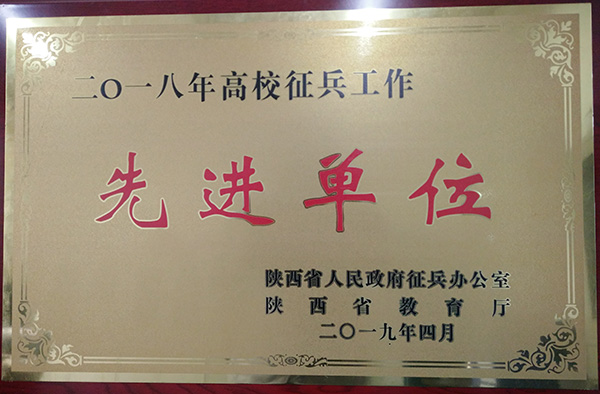 二〇一八年高校征兵工作
先进单位
陕西省人民政府征兵办公室
陕西省教育厅
二〇一九年四月